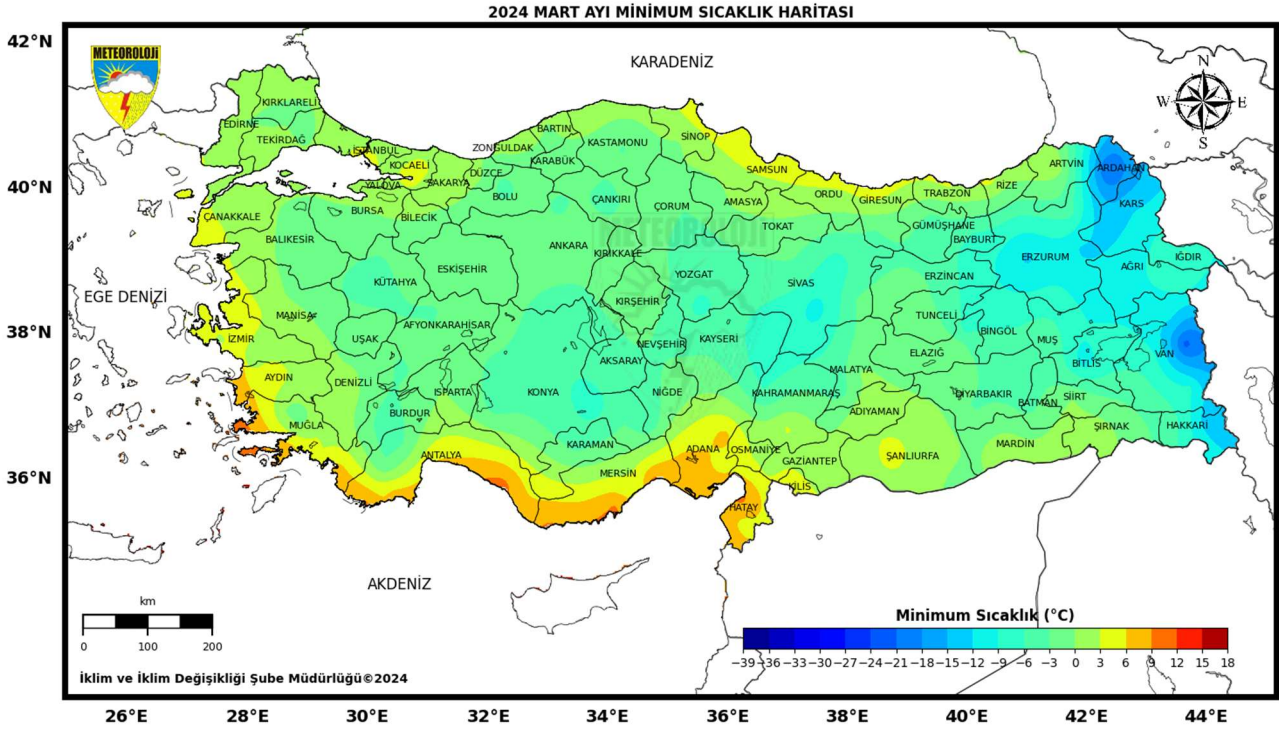 2024 MART AYI MİNİMUM SICAKLIK HARİTASI
42°N
40°N
38°N
36°N
METEOROLOJİ
KARADENİZ
N
W
E
S
KIRKLARELİ
EDİRNE
TEKİRDAĞ
İSTANBUL
KOCAELİ
YALOVA
SAKARYA
DÜZCE
ZONGULDAK
BARTIN
KARABÜK
KASTAMONU
SİNOP
SAMSUN
ORDU
GİRESUN
TRABZON
RİZE
ARTVİN
ARDAHAN
KARS
ÇANAKKALE
BURSA
BİLECİK
BOLU
ÇANKIRI
ÇORUM
AMASYA
TOKAT
GÜMÜŞHANE
BAYBURT
BALIKESİR
ANKARA
KIRIKKALE
METEOROLOJİ
ERZURUM
AĞRI
IĞDIR
EGE DENİZİ
KÜTAHYA
ESKİŞEHİR
KIRŞEHİR
YOZGAT
SİVAS
ERZİNCAN
TUNCELİ
BİNGÖL
MUŞ
BİTLİS
VAN
MANİSA
İZMİR
UŞAK
AFYONKARAHİSAR
AKSARAY
NEVŞEHİR
KAYSERİ
MALATYA
ELAZIĞ
AYDIN
DENİZLİ
ISPARTA
BURDUR
KONYA
NİĞDE
KAHRAMANMARAŞ
ADIYAMAN
DİYARBAKIR
BATMAN
SİİRT
ŞIRNAK
HAKKARİ
MUĞLA
ANTALYA
KARAMAN
MERSİN
ADANA
OSMANİYE
GAZİANTEP
KİLİS
HATAY
ŞANLIURFA
MARDİN
AKDENİZ
km
0 100 200
Minimum Sıcaklık (°C)
−39 −36 −33 −30 −27 −24 −21 −18 −15 −12 −9 −6 −3 0 3 6 9 12 15 18
İklim ve İklim Değişikliği Şube Müdürlüğü©2024
26°E 28°E 30°E 32°E 34°E 36°E 38°E 40°E 42°E 44°E